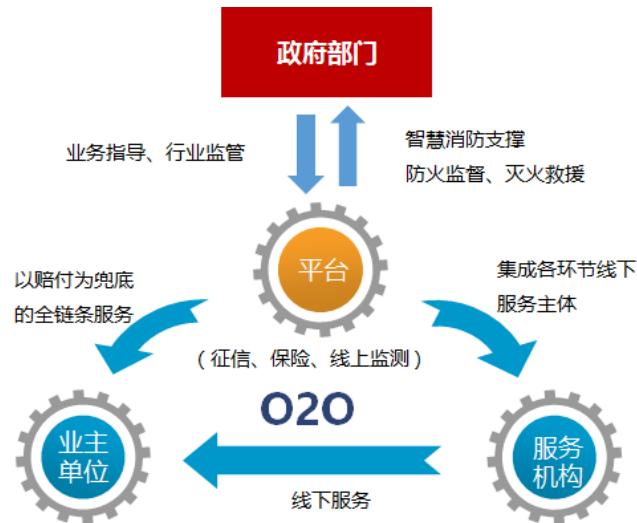 政府部门
业务指导、行业监管
智慧消防支撑
防火监督、灭火救援
平台
以赔付为兜底
的全链条服务
集成各环节线下
服务主体
（征信、保险、线上监测）
O2O
业主
单位
服务
机构
线下服务